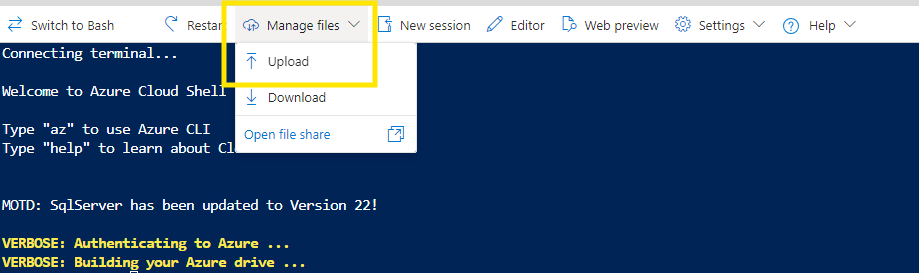 Switch to Bash Restart Manage files New session Editor Web preview Settings Help
Connecting terminal...
Upload
Welcome to Azure Cloud Shell
Download
Type "az" to use Azure CLI
Open file share
Type "help" to learn about Cl
MOTD: SqlServer has been updated to Version 22!
VERBOSE: Authenticating to Azure ...
VERBOSE: Building your Azure drive ...